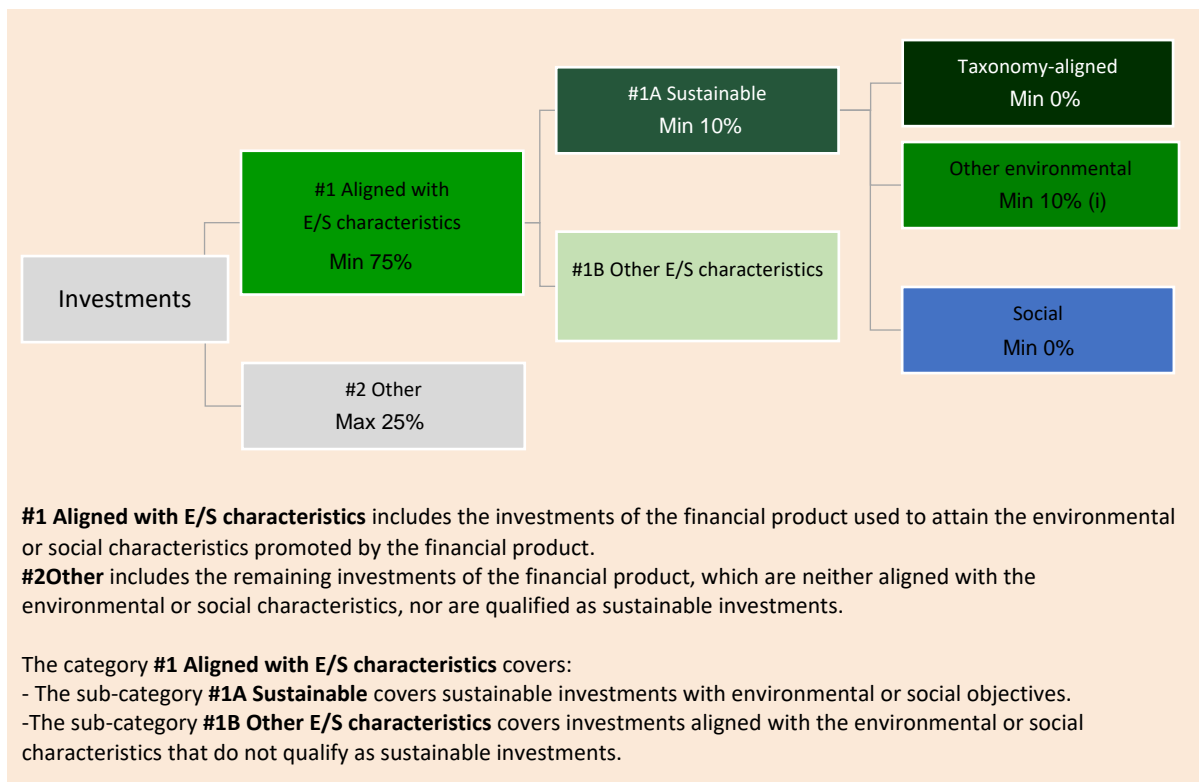 Investments
#1 Aligned with
E/S characteristics
Min 75%
#2 Other
Max 25%
#1A Sustainable
Min 10%
#1B Other E/S characteristics
Taxonomy-aligned
Min 0%
Other environmental
Min 10% (i)
Social
Min 0%
#1 Aligned with E/S characteristics includes the investments of the financial product used to attain the environmental
or social characteristics promoted by the financial product.
#2Other includes the remaining investments of the financial product, which are neither aligned with the
environmental or social characteristics, nor are qualified as sustainable investments.
The category #1 Aligned with E/S characteristics covers:
- The sub-category #1A Sustainable covers sustainable investments with environmental or social objectives.
-The sub-category #1B Other E/S characteristics covers investments aligned with the environmental or social
characteristics that do not qualify as sustainable investments.